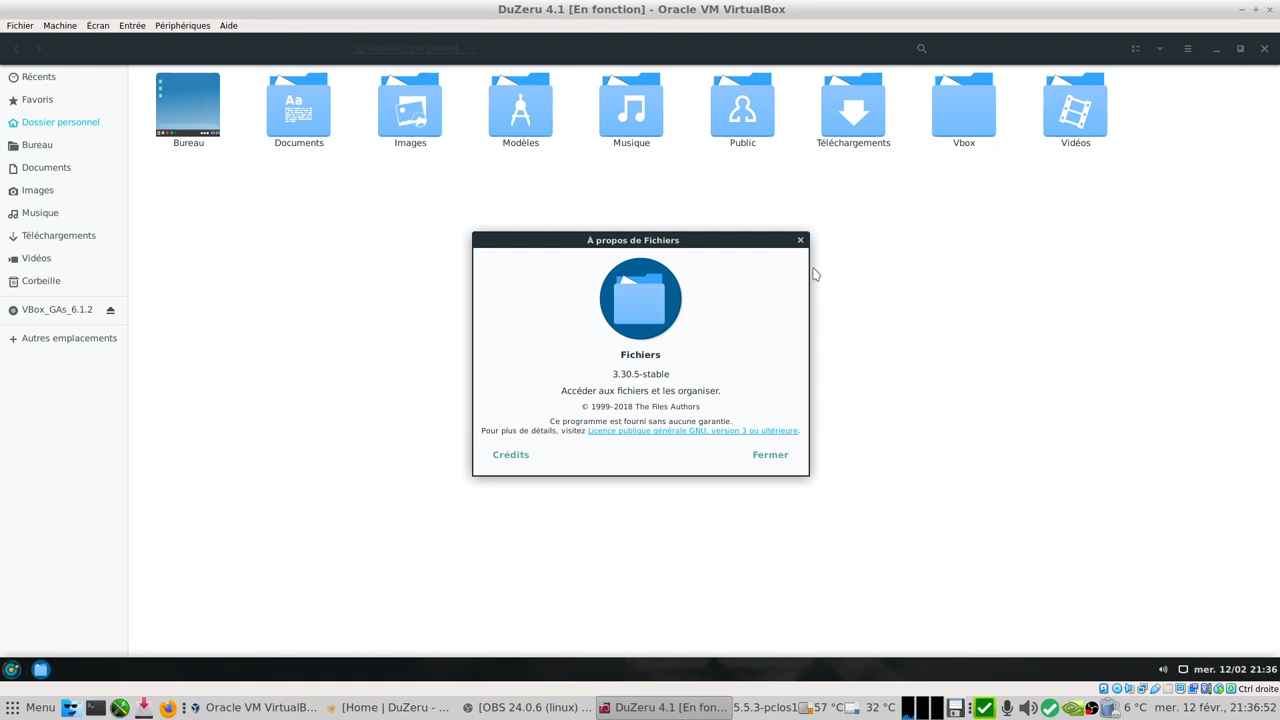 DuZeru 4.1 [En fonction] - Oracle VM VirtualBox
Fichier Machine Écran Entrée Périphériques Aide
Dossier personnel
Récents
Favoris
Dossier personnel
Bureau
Documents
Images
Musique
Téléchargements
Vidéos
Corbeille
VBox_GAs_6.1.2
Autres emplacements
Bureau Documents Images Modèles Musique Public Téléchargements Vbox Vidéos
À propos de Fichiers
Fichiers
3.30.5-stable
Accéder aux fichiers et les organiser.
© 1999–2018 The Files Authors
Ce programme est fourni sans aucune garantie.
Pour plus de détails, visitez Licence publique générale GNU, version 3 ou ultérieure.
Crédits Fermer
mer. 12/02 21:36
Ctrl droite
Menu Oracle VM VirtualB... [Home | DuZeru - ... [OBS 24.0.6 (linux) ... DuZeru 4.1 [En fon... 5.5.3-pclos1 57 °C 32 °C 6 °C mer. 12 févr., 21:36:52